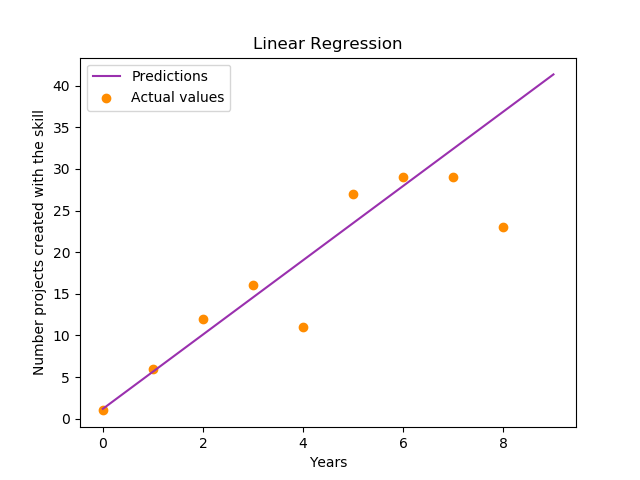 Linear Regression
Predictions
Actual values
Number projects created with the skill
40
35
30
25
20
15
10
5
0
0 2 4 6 8
Years